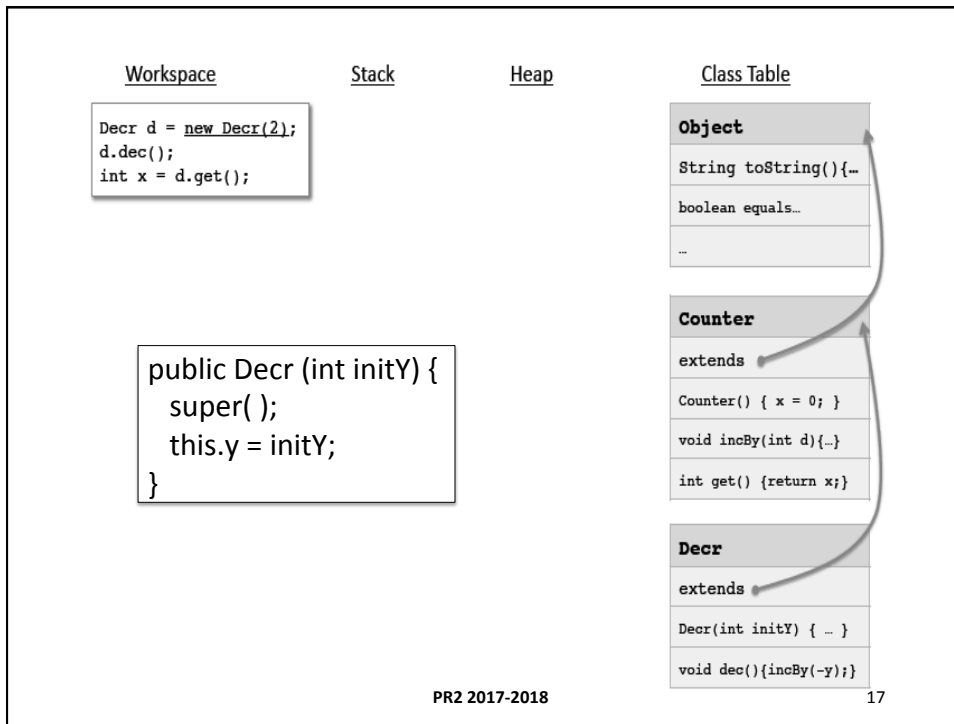 Workspace
Stack
Heap
Class Table
Decr d = new Decr(2);
d.dec();
int x = d.get();
public Decr (int initY) {
super( );
this.y = initY;
}
Object
String toString(){…
boolean equals…
…
Counter
extends
Counter() { x = 0; }
void incBy(int d){…}
int get() {return x;}
Decr
extends
Decr(int initY) { … }
void dec(){incBy(-y);}
PR2 2017-2018
17